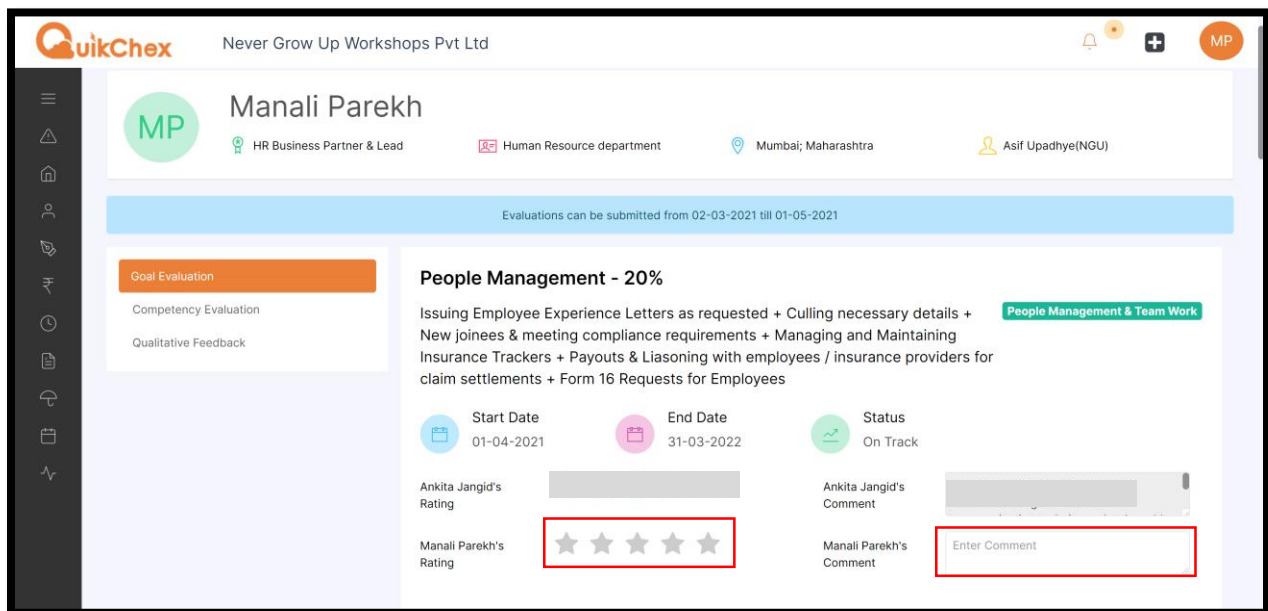 QuikChex
Never Grow Up Workshops Pvt Ltd
MP
MP
Manali Parekh
HR Business Partner & Lead
Human Resource department
Mumbai; Maharashtra
Asif Upadhye(NGU)
Evaluations can be submitted from 02-03-2021 till 01-05-2021
Goal Evaluation
Competency Evaluation
Qualitative Feedback
People Management - 20%
Issuing Employee Experience Letters as requested + Culling necessary details +
New joinees & meeting compliance requirements + Managing and Maintaining
Insurance Trackers + Payouts & Liasoning with employees / insurance providers for
claim settlements + Form 16 Requests for Employees
People Management & Team Work
Start Date
01-04-2021
End Date
31-03-2022
Status
On Track
Ankita Jangid's
Rating
Ankita Jangid's
Comment
Manali Parekh's
Rating
Manali Parekh's
Comment
Enter Comment